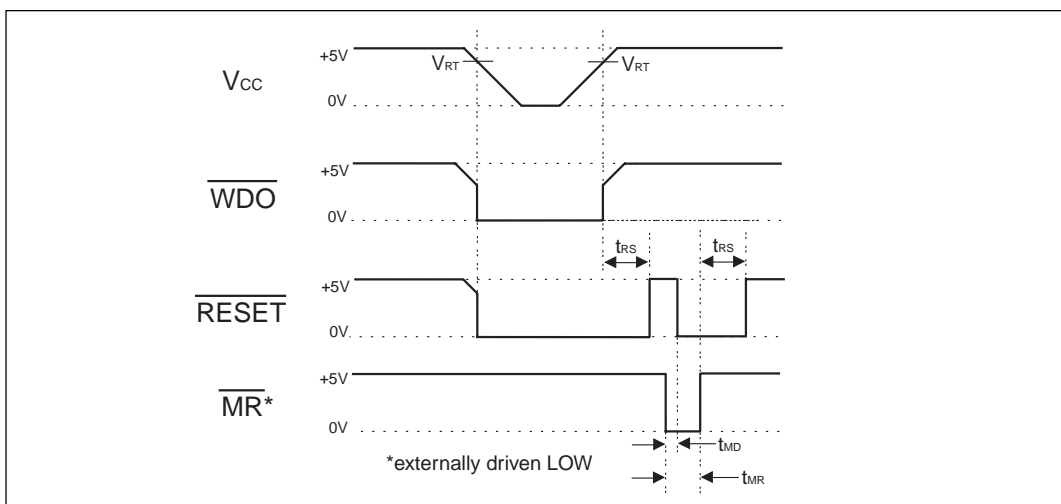 +5V
VRT
VRT
VCC
0V
+5V
WDO
0V
tRS
tRS
+5V
RESET
0V
+5V
MR*
0V
tMD
*externally driven LOW
tMR